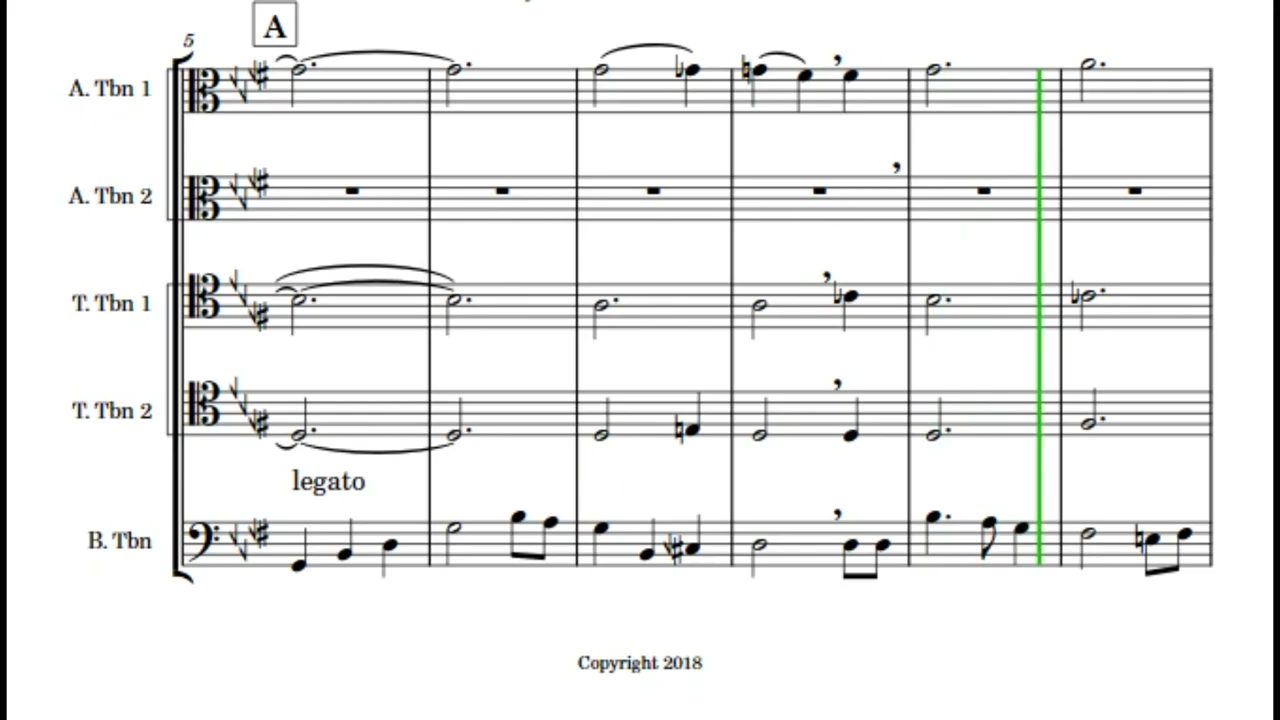 A
5
A. Tbn 1
A. Tbn 2
T. Tbn 1
T. Tbn 2
legato
B. Tbn
Copyright 2018